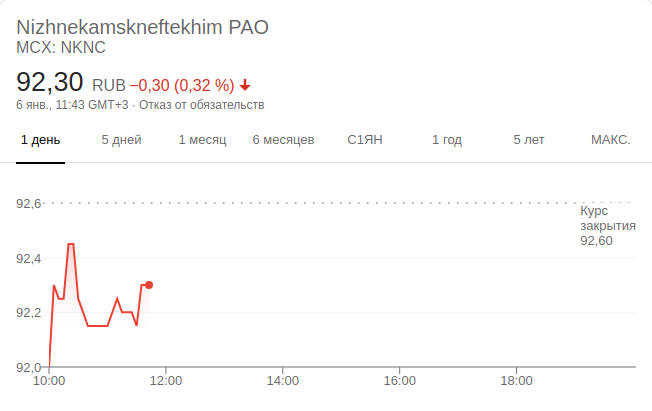 Nizhnekamskneftekhim PAO
MCX: NKNC
92,30 RUB −0,30 (0,32 %)
6 янв., 11:43 GMT+3 · Отказ от обязательств
1 день 5 дней 1 месяц 6 месяцев С1ЯН 1 год 5 лет МАКС.
92,6
Курс
закрытия
92,60
92,4
92,2
92,0
10:00 12:00 14:00 16:00 18:00